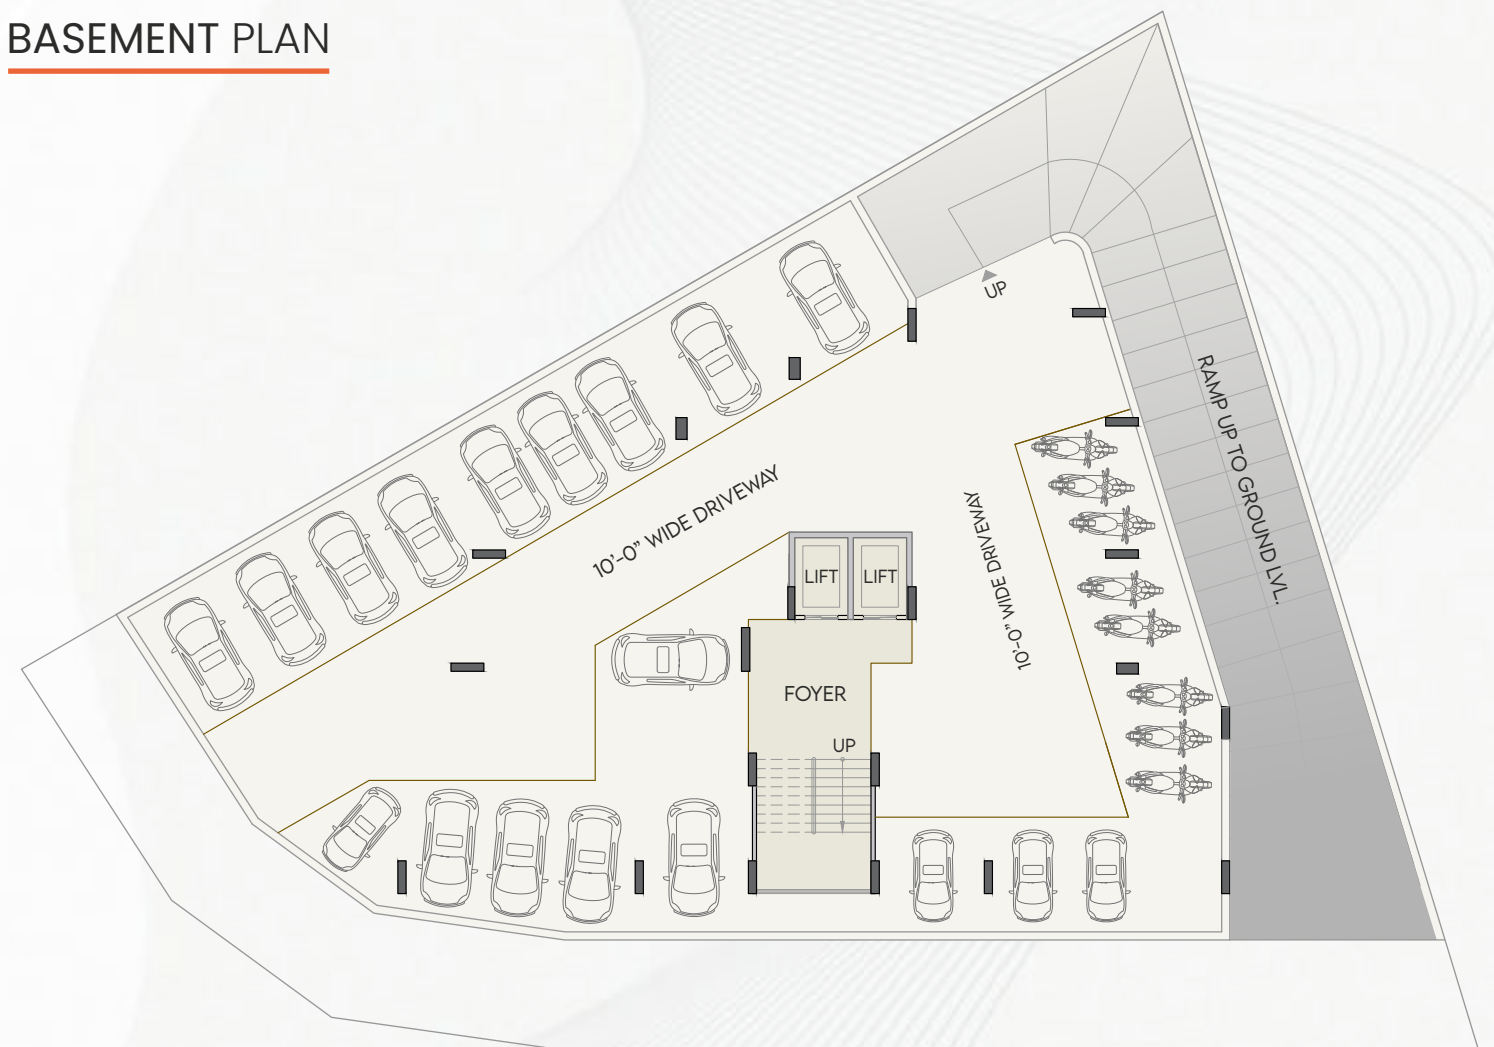 BASEMENT PLAN
UP
RAMP UP TO GROUND LVL.
10'-0" WIDE DRIVEWAY
10'-0" WIDE DRIVEWAY
LIFT
LIFT
FOYER
UP